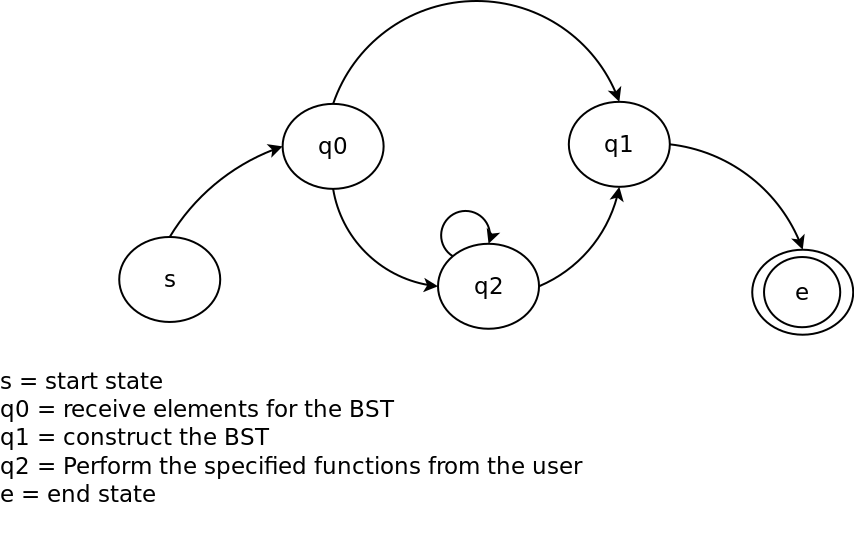 q0
q1
s
q2
e
s = start state
q0 = receive elements for the BST
q1 = construct the BST
q2 = Perform the specified functions from the user
e = end state